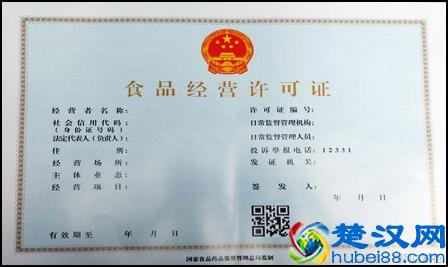 食品经营许可证
经营者名称:
社会信用代码:
(身份证号码)
法定代表人(负责人):
住所:
经营场所:
主体业态:
经营项目:
许可证编号:
日常监督管理机构:
日常监督管理人员:
投诉举报电话:12331
发证机关:
签发人:
年 月 日
有效期至 年 月 日
国家食品药品监督管理总局监制
楚汉网
hubei88.com